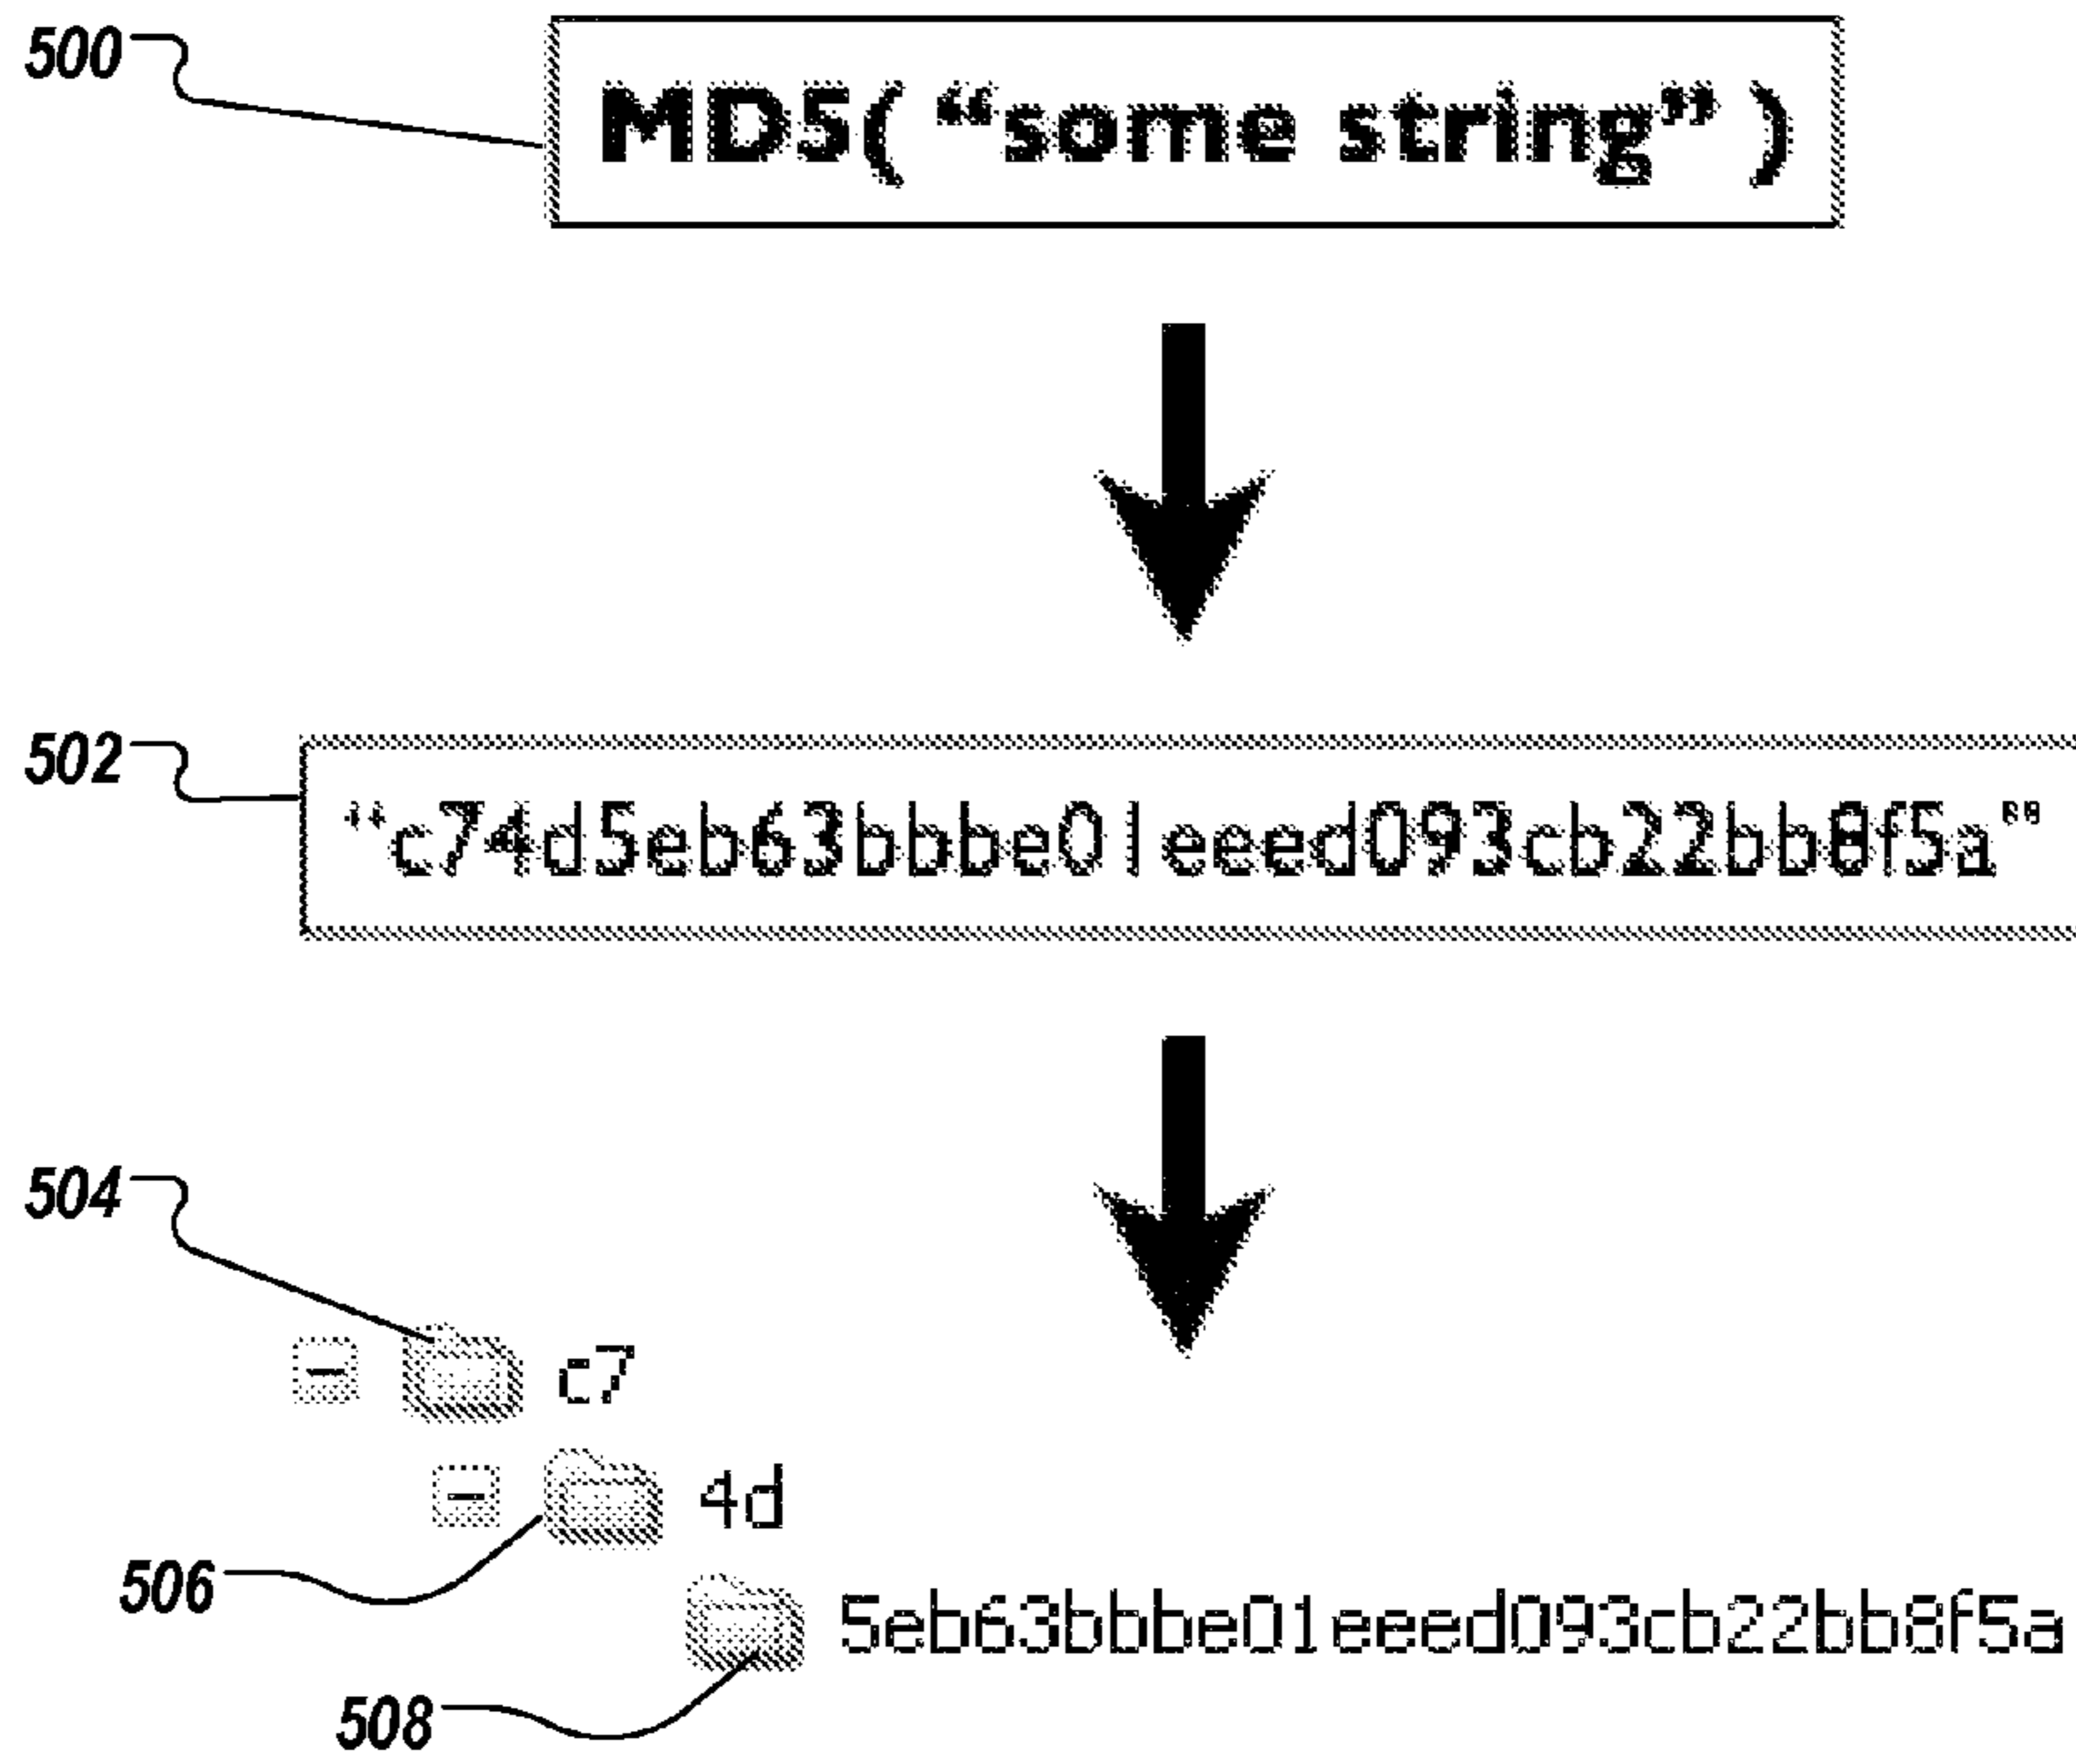 500
MD5( “some string” )
502
“c74d5eb63bbbe01eeed093cb22bb8f5a”
504
c7
4d
506
5eb63bbbe01eeed093cb22bb8f5a
508